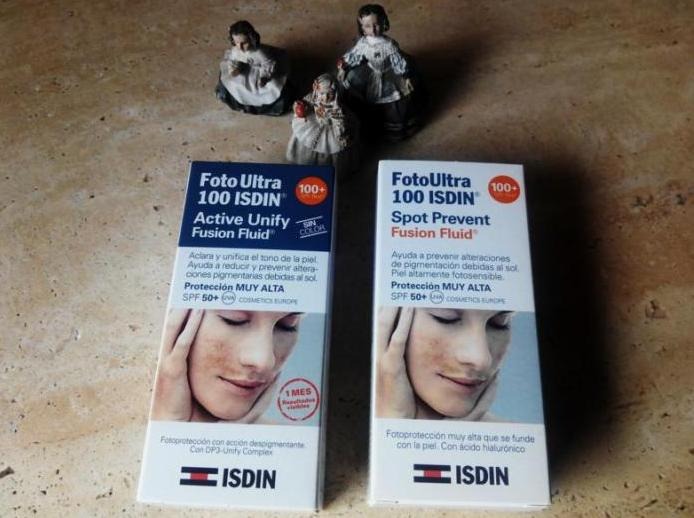 Foto Ultra
100 ISDIN®
100+
Active Unify
Fusion Fluid®
SIN
COLOR
Aclara y unifica el tono de la piel.
Ayuda a reducir y prevenir altera-
ciones pigmentarias debidas al sol.
Protección MUY ALTA
SPF 50+ UVA COSMETICS EUROPE
1 MES
Resultados
visibles
Fotoprotección con acción despigmentante.
Con DP3-Unify Complex
ISDIN
FotoUltra
100 ISDIN®
100+
Spot Prevent
Fusion Fluid®
Ayuda a prevenir alteraciones
de pigmentación debidas al sol.
Piel altamente fotosensible.
Protección MUY ALTA
SPF 50+ UVA COSMETICS EUROPE
Fotoprotección muy alta que se funde
con la piel. Con ácido hialurónico
ISDIN